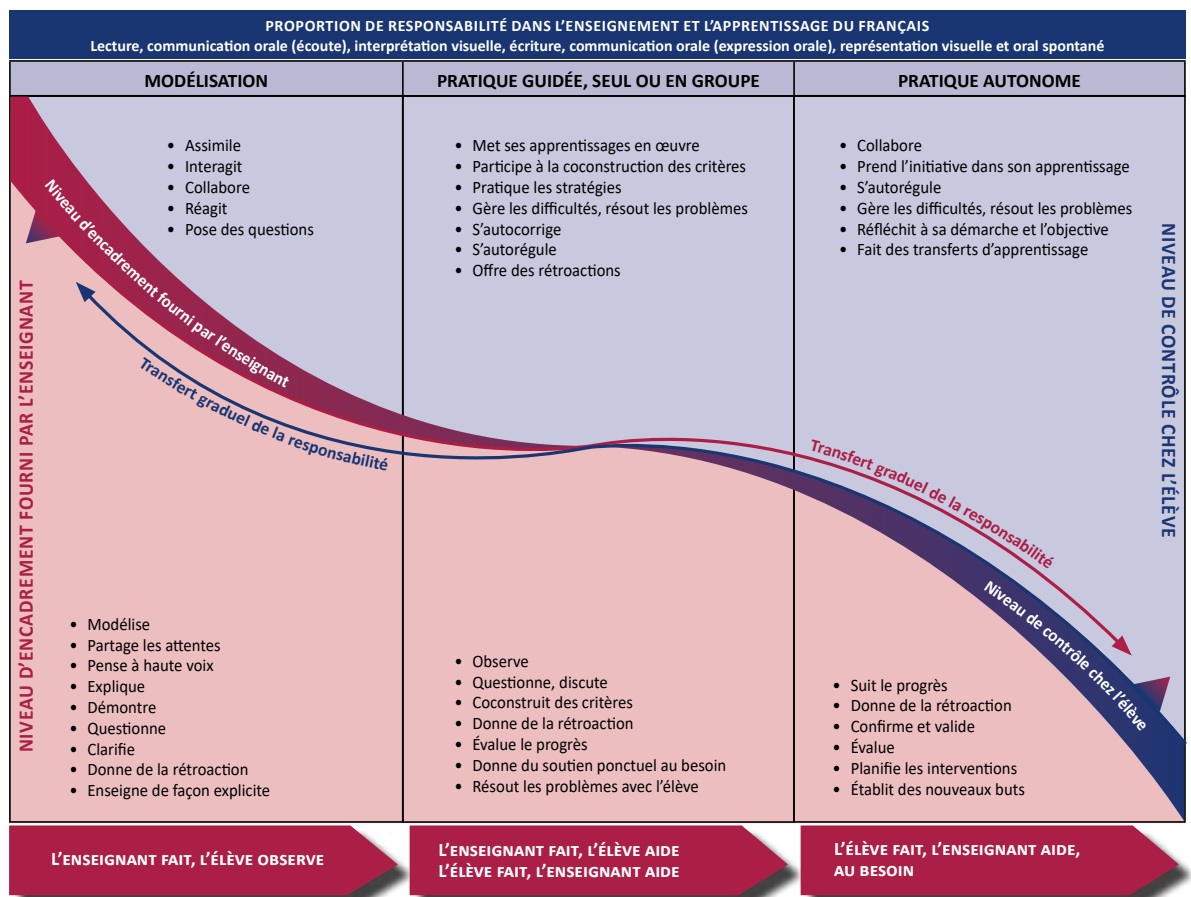 PROPORTION DE RESPONSABILITÉ DANS L'ENSEIGNEMENT ET L'APPRENTISSAGE DU FRANÇAIS
Lecture, communication orale (écoute), interprétation visuelle, écriture, communication orale (expression orale), représentation visuelle et oral spontané
MODÉLISATION
PRATIQUE GUIDÉE, SEUL OU EN GROUPE
PRATIQUE AUTONOME
• Assimile
• Interagit
• Collabore
• Réagit
• Pose des questions
• Met ses apprentissages en œuvre
• Participe à la coconstruction des critères
• Pratique les stratégies
• Gère les difficultés, résout les problèmes
• S'autocorrige
• S'autorégule
• Offre des rétroactions
• Collabore
• Prend l'initiative dans son apprentissage
• S'autorégule
• Gère les difficultés, résout les problèmes
• Réfléchit à sa démarche et l'objective
• Fait des transferts d'apprentissage
NIVEAU D'ENCADREMENT FOURNI PAR L'ENSEIGNANT
Niveau d'encadrement fourni par l'enseignant
Transfert graduel de la responsabilité
Transfert graduel de la responsabilité
Niveau de contrôle chez l'élève
NIVEAU DE CONTRÔLE CHEZ L'ÉLÈVE
• Modélise
• Partage les attentes
• Pense à haute voix
• Explique
• Démontre
• Questionne
• Clarifie
• Donne de la rétroaction
• Enseigne de façon explicite
• Observe
• Questionne, discute
• Coconstruit des critères
• Donne de la rétroaction
• Évalue le progrès
• Donne du soutien ponctuel au besoin
• Résout les problèmes avec l'élève
• Suit le progrès
• Donne de la rétroaction
• Confirme et valide
• Évalue
• Planifie les interventions
• Établit des nouveaux buts
L'ENSEIGNANT FAIT, L'ÉLÈVE OBSERVE
L'ENSEIGNANT FAIT, L'ÉLÈVE AIDE
L'ÉLÈVE FAIT, L'ENSEIGNANT AIDE
L'ÉLÈVE FAIT, L'ENSEIGNANT AIDE,
AU BESOIN